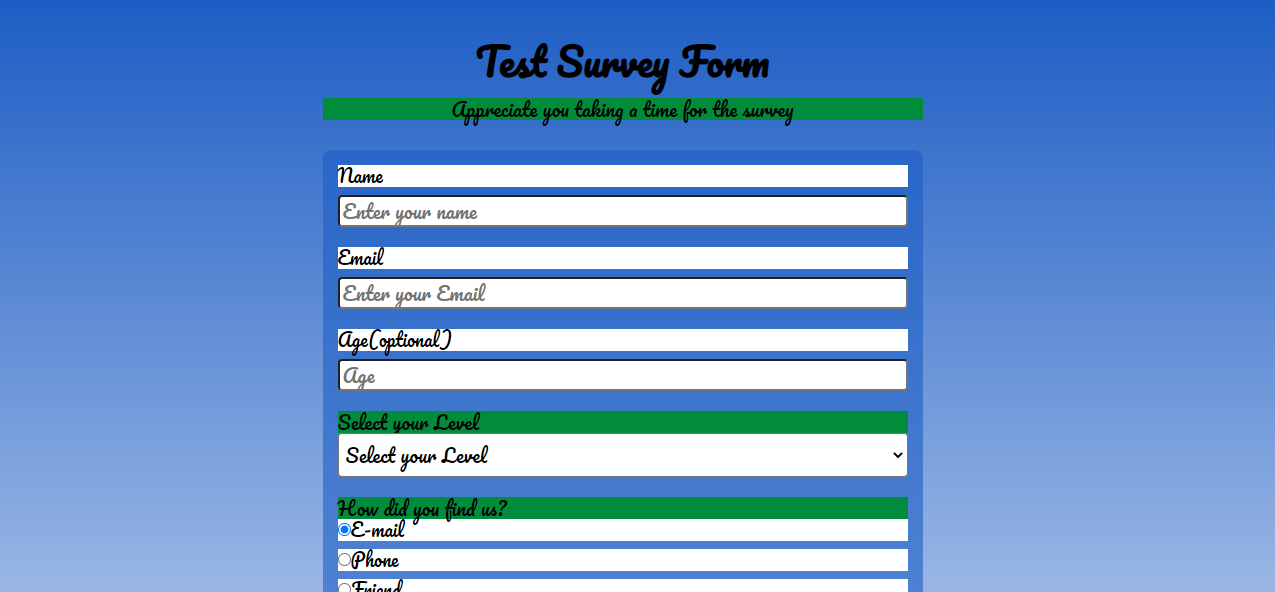 Test Survey Form
Appreciate you taking a time for the survey
Name
Enter your name
Email
Enter your Email
Age(optional)
Age
Select your Level
Select your Level
How did you find us?
E-mail
Phone
Friend